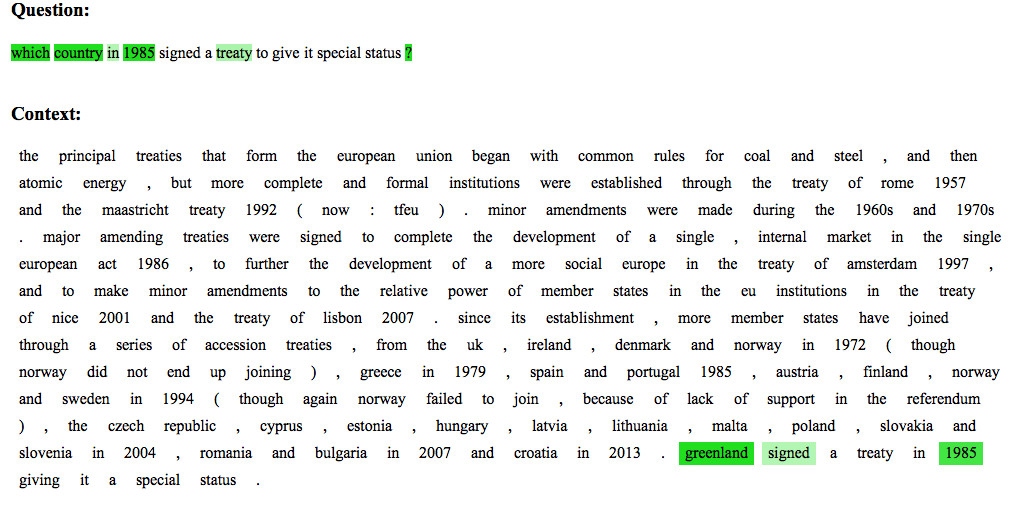 Question:
which country in 1985 signed a treaty to give it special status ?
Context:
the principal treaties that form the european union began with common rules for coal and steel , and then
atomic energy , but more complete and formal institutions were established through the treaty of rome 1957
and the maastricht treaty 1992 ( now : tfeu ) . minor amendments were made during the 1960s and 1970s
. major amending treaties were signed to complete the development of a single , internal market in the single
european act 1986 , to further the development of a more social europe in the treaty of amsterdam 1997 ,
and to make minor amendments to the relative power of member states in the eu institutions in the treaty
of nice 2001 and the treaty of lisbon 2007 . since its establishment , more member states have joined
through a series of accession treaties , from the uk , ireland , denmark and norway in 1972 ( though
norway did not end up joining ) , greece in 1979 , spain and portugal 1985 , austria , finland , norway
and sweden in 1994 ( though again norway failed to join , because of lack of support in the referendum
) , the czech republic , cyprus , estonia , hungary , latvia , lithuania , malta , poland , slovakia and
slovenia in 2004 , romania and bulgaria in 2007 and croatia in 2013 . greenland signed a treaty in 1985
giving it a special status .